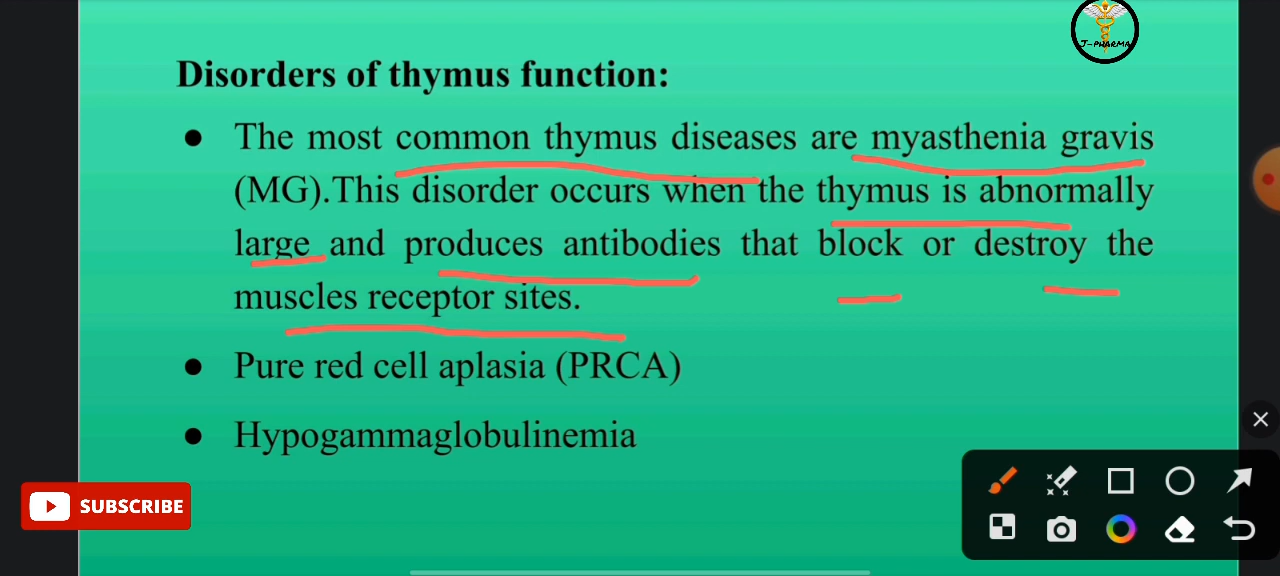 J-PHARMA
Disorders of thymus function:
● The most common thymus diseases are myasthenia gravis
(MG).This disorder occurs when the thymus is abnormally
large and produces antibodies that block or destroy the
muscles receptor sites.
● Pure red cell aplasia (PRCA)
● Hypogammaglobulinemia
SUBSCRIBE